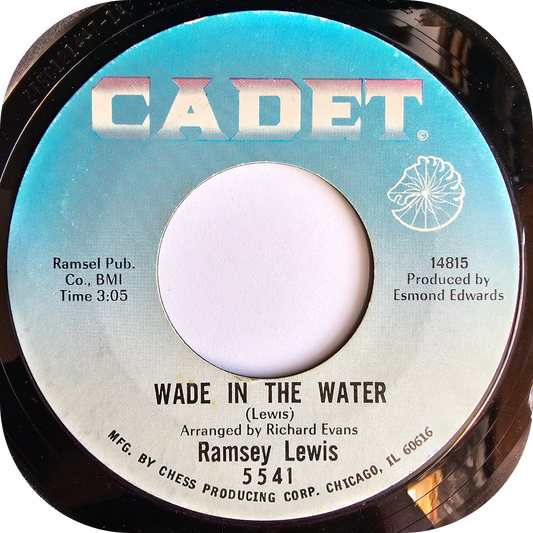 CADET
©
Ramsel Pub.
Co., BMI
Time 3:05
14815
Produced by
Esmond Edwards
WADE IN THE WATER
(Lewis)
Arranged by Richard Evans
Ramsey Lewis
5541
MFG. BY CHESS PRODUCING CORP. CHICAGO, IL 60616